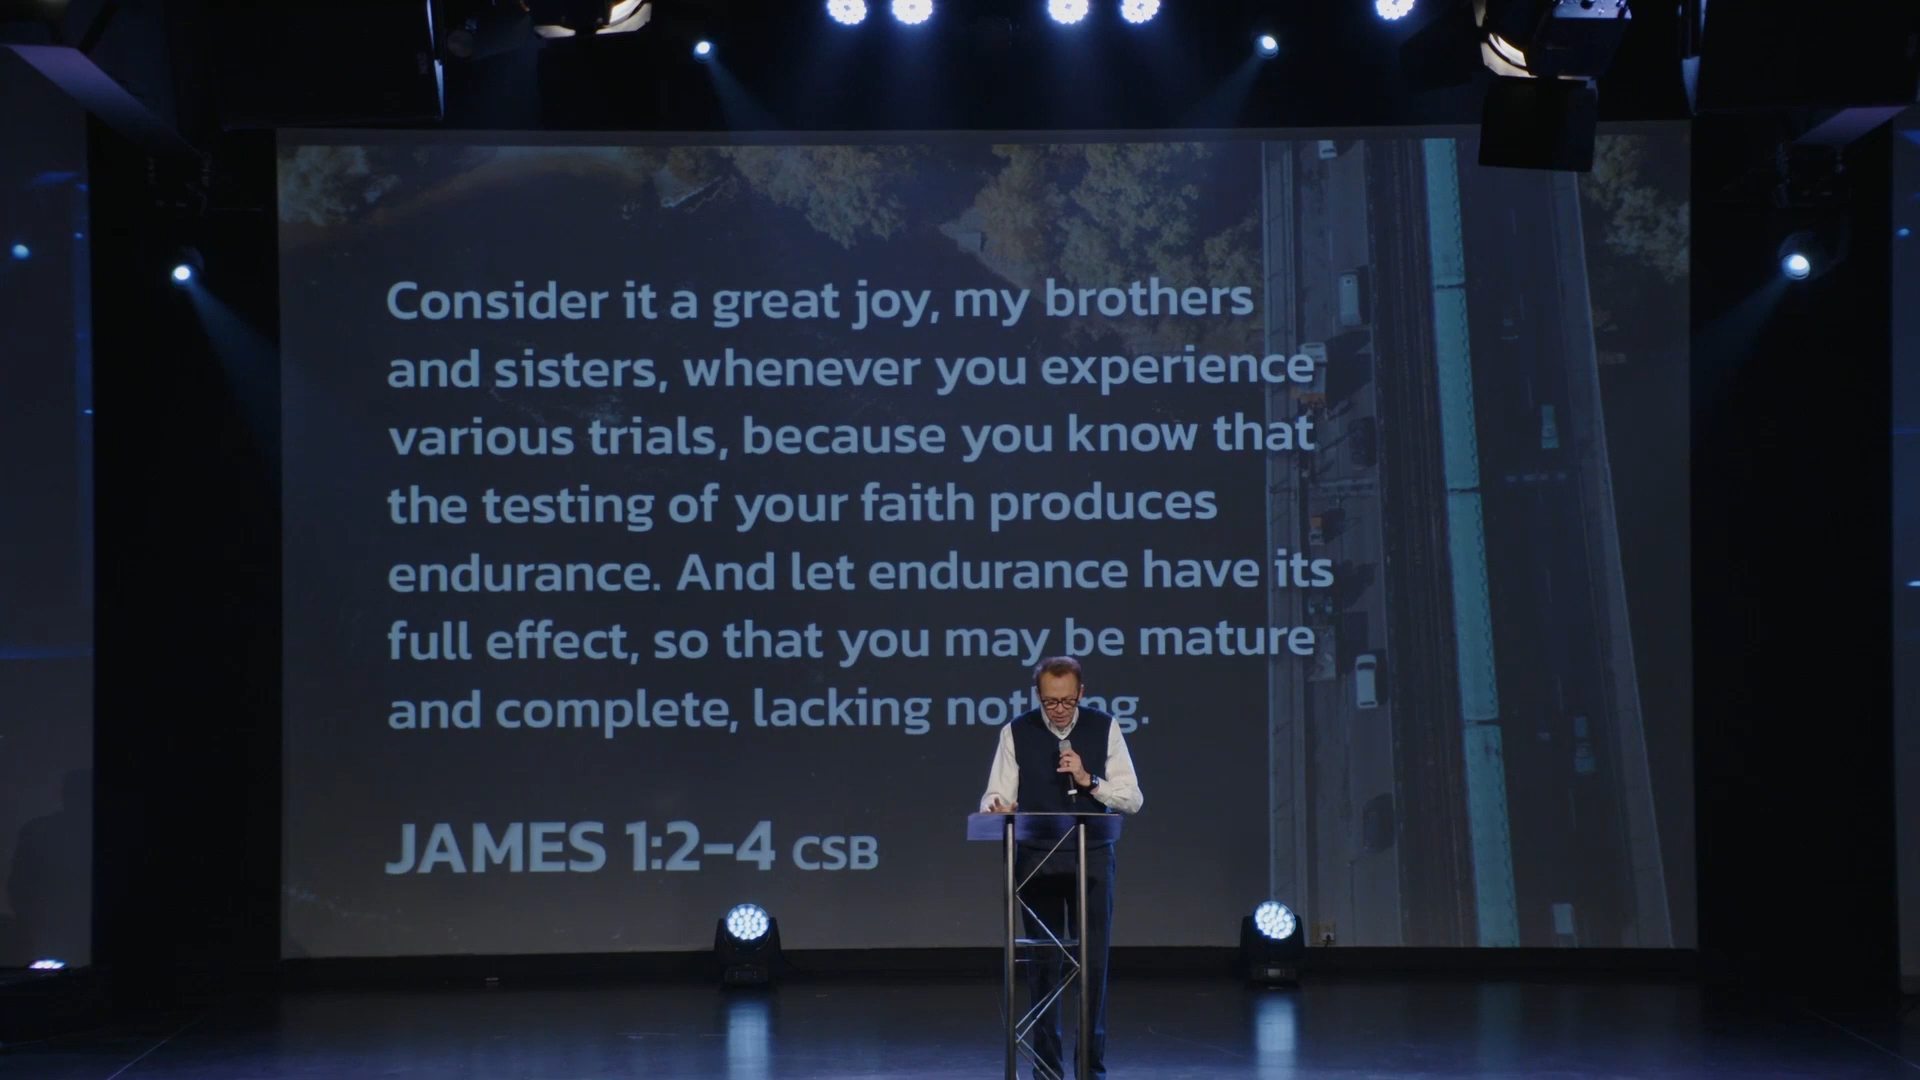 Consider it a great joy, my brothers
and sisters, whenever you experience
various trials, because you know that
the testing of your faith produces
endurance. And let endurance have its
full effect, so that you may be mature
and complete, lacking nothing.
JAMES 1:2–4 CSB